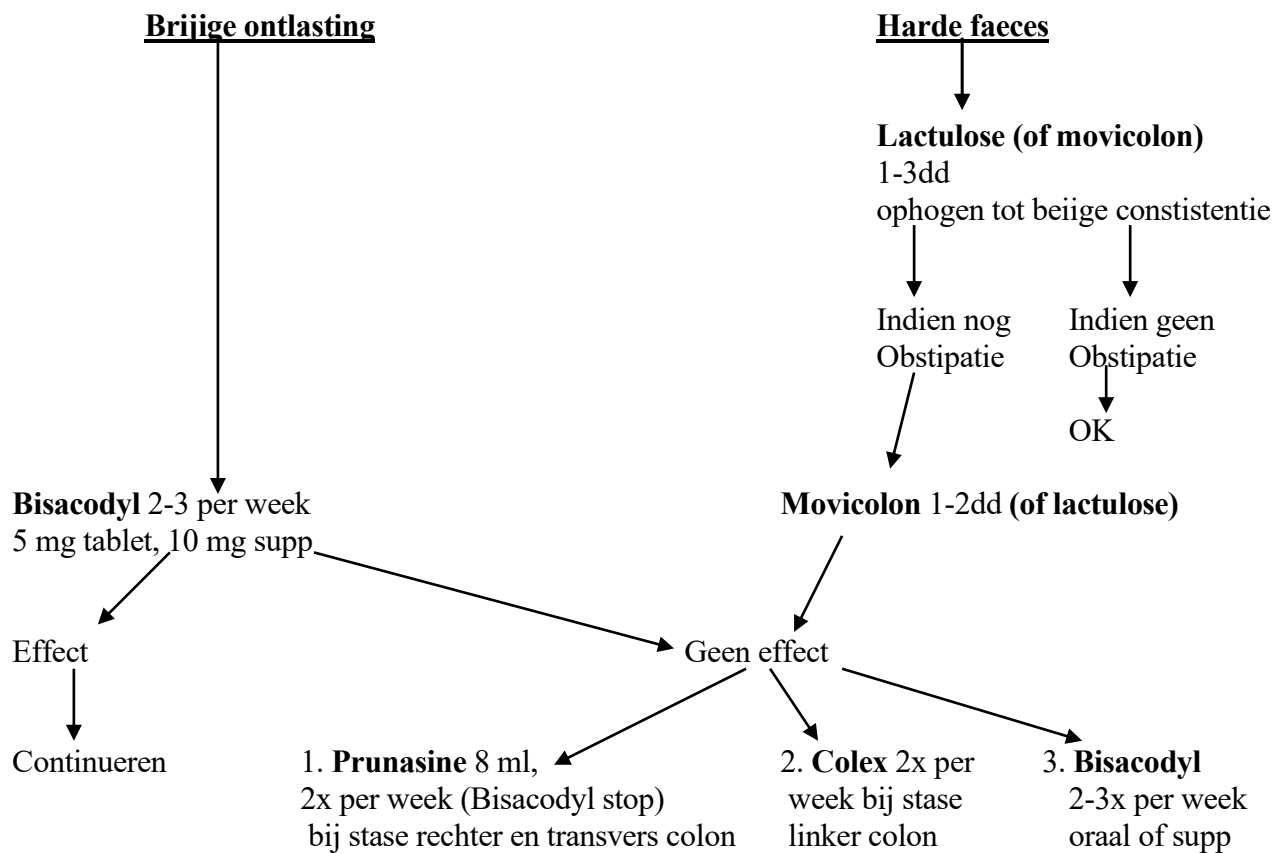 Brijige ontlasting
Harde faeces
Lactulose (of movicolon)
1-3dd
ophogen tot beiige constistentie
Indien nog
Obstipatie
Indien geen
Obstipatie
OK
Bisacodyl 2-3 per week
5 mg tablet, 10 mg supp
Movicolon 1-2dd (of lactulose)
Effect
Geen effect
Continueren
1. Prunasine 8 ml,
2x per week (Bisacodyl stop)
bij stase rechter en transvers colon
2. Colex 2x per
week bij stase
linker colon
3. Bisacodyl
2-3x per week
oraal of supp